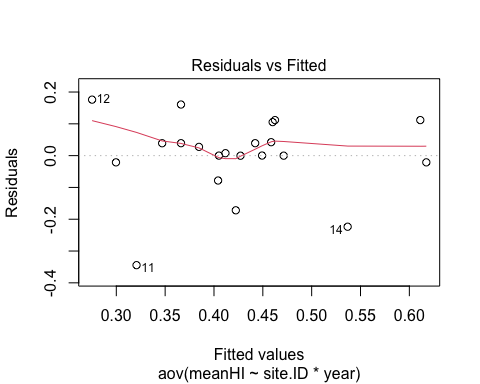 Residuals vs Fitted
Residuals
0.2
0.0
-0.2
-0.4
12
11
14
0.30 0.35 0.40 0.45 0.50 0.55 0.60
Fitted values
aov(meanHI ~ site.ID * year)